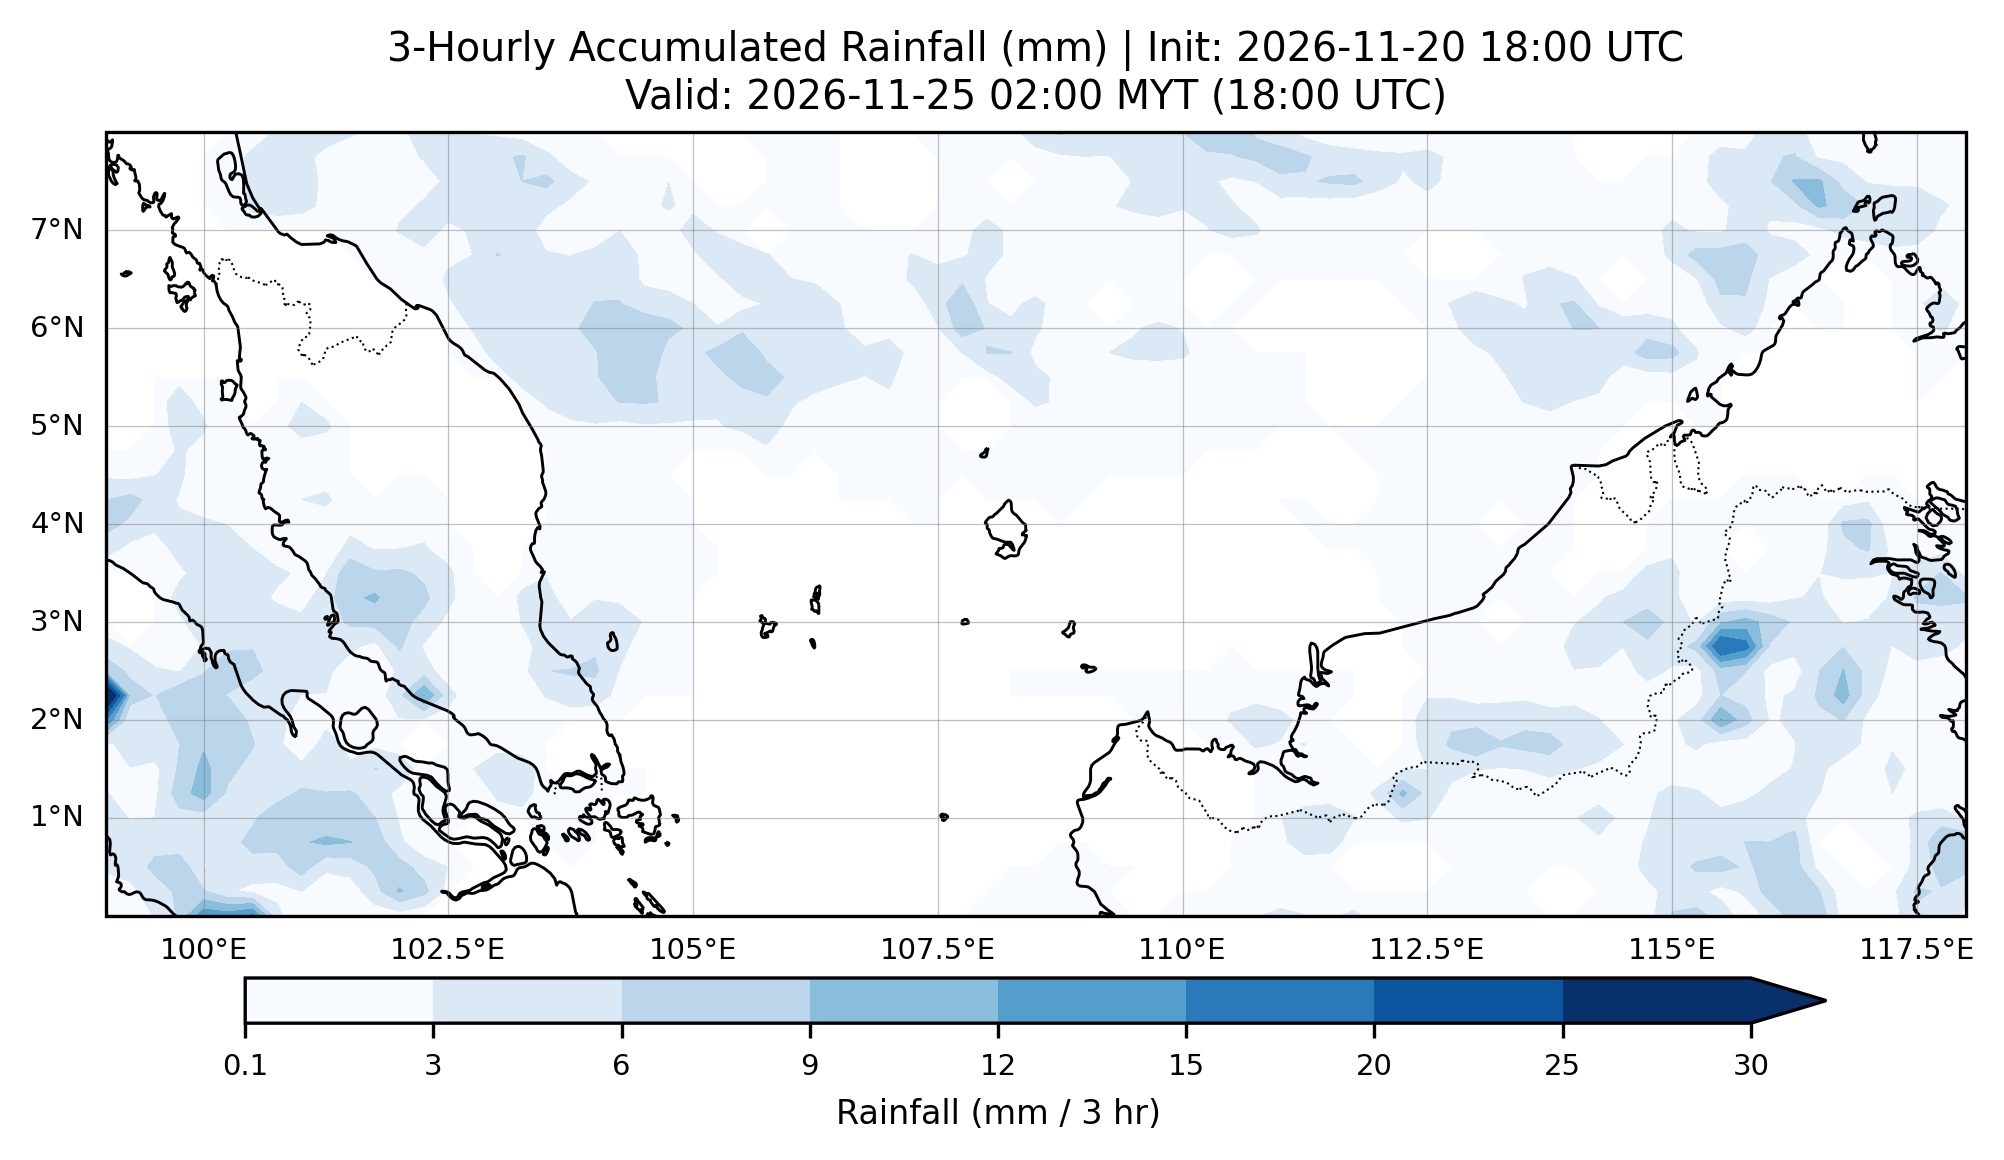 3-Hourly Accumulated Rainfall (mm) | Init: 2026-11-20 18:00 UTC
Valid: 2026-11-25 02:00 MYT (18:00 UTC)
7°N
6°N
5°N
4°N
3°N
2°N
1°N
100°E 102.5°E 105°E 107.5°E 110°E 112.5°E 115°E 117.5°E
0.1 3 6 9 12 15 20 25 30
Rainfall (mm / 3 hr)